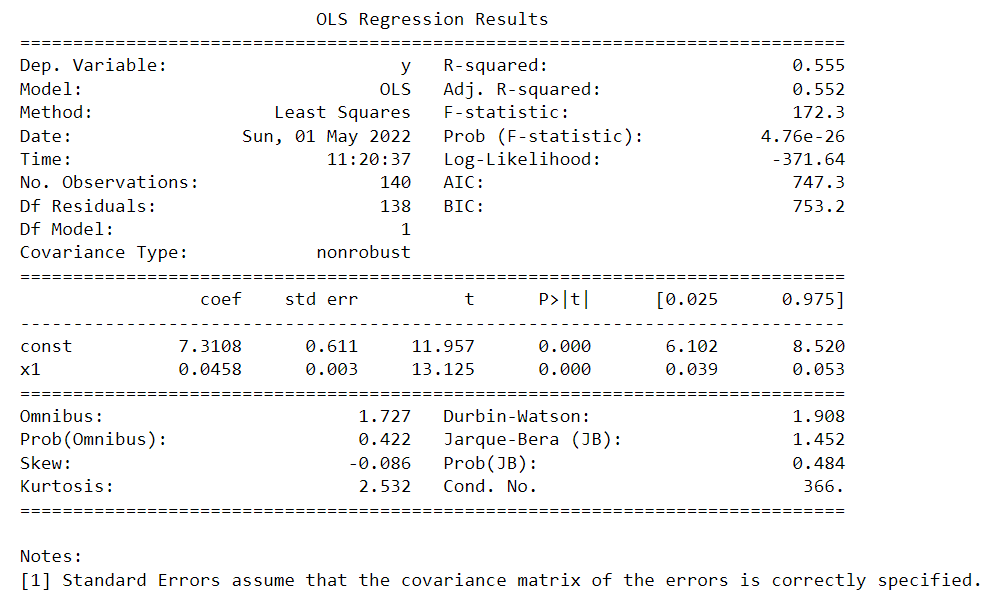 OLS Regression Results
==============================================================================
Dep. Variable:                      y   R-squared:                       0.555
Model:                            OLS   Adj. R-squared:                  0.552
Method:                 Least Squares   F-statistic:                     172.3
Date:                Sun, 01 May 2022   Prob (F-statistic):           4.76e-26
Time:                        11:20:37   Log-Likelihood:                -371.64
No. Observations:                 140   AIC:                             747.3
Df Residuals:                     138   BIC:                             753.2
Df Model:                           1
Covariance Type:            nonrobust
==============================================================================
                 coef    std err          t      P>|t|      [0.025      0.975]
------------------------------------------------------------------------------
const          7.3108      0.611     11.957      0.000       6.102       8.520
x1             0.0458      0.003     13.125      0.000       0.039       0.053
==============================================================================
Omnibus:                        1.727   Durbin-Watson:                   1.908
Prob(Omnibus):                  0.422   Jarque-Bera (JB):                1.452
Skew:                          -0.086   Prob(JB):                        0.484
Kurtosis:                       2.532   Cond. No.                         366.
==============================================================================
Notes:
[1] Standard Errors assume that the covariance matrix of the errors is correctly specified.